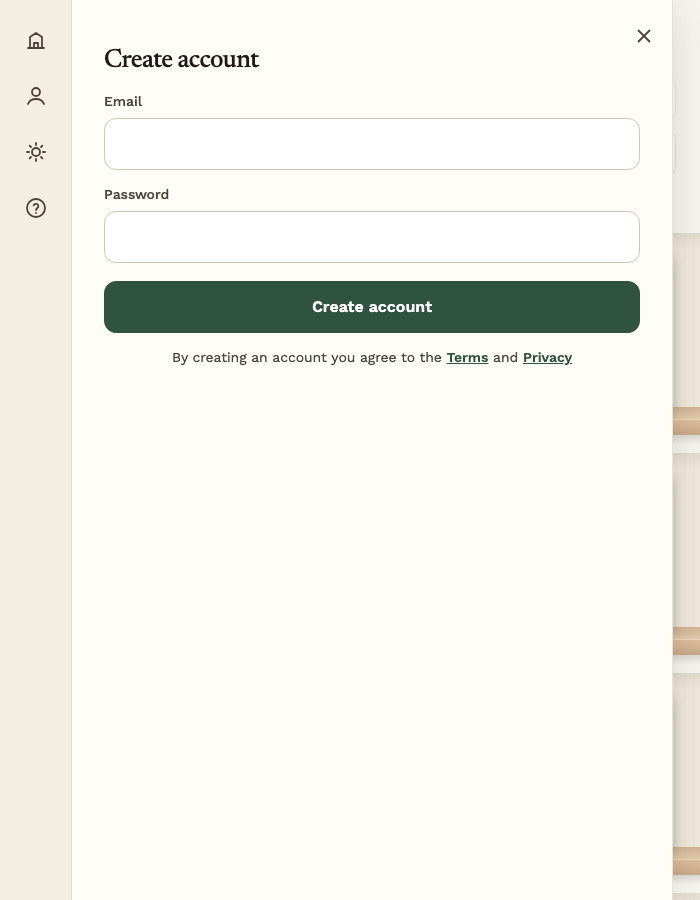 Create account
Email
Password
Create account
By creating an account you agree to the Terms and Privacy